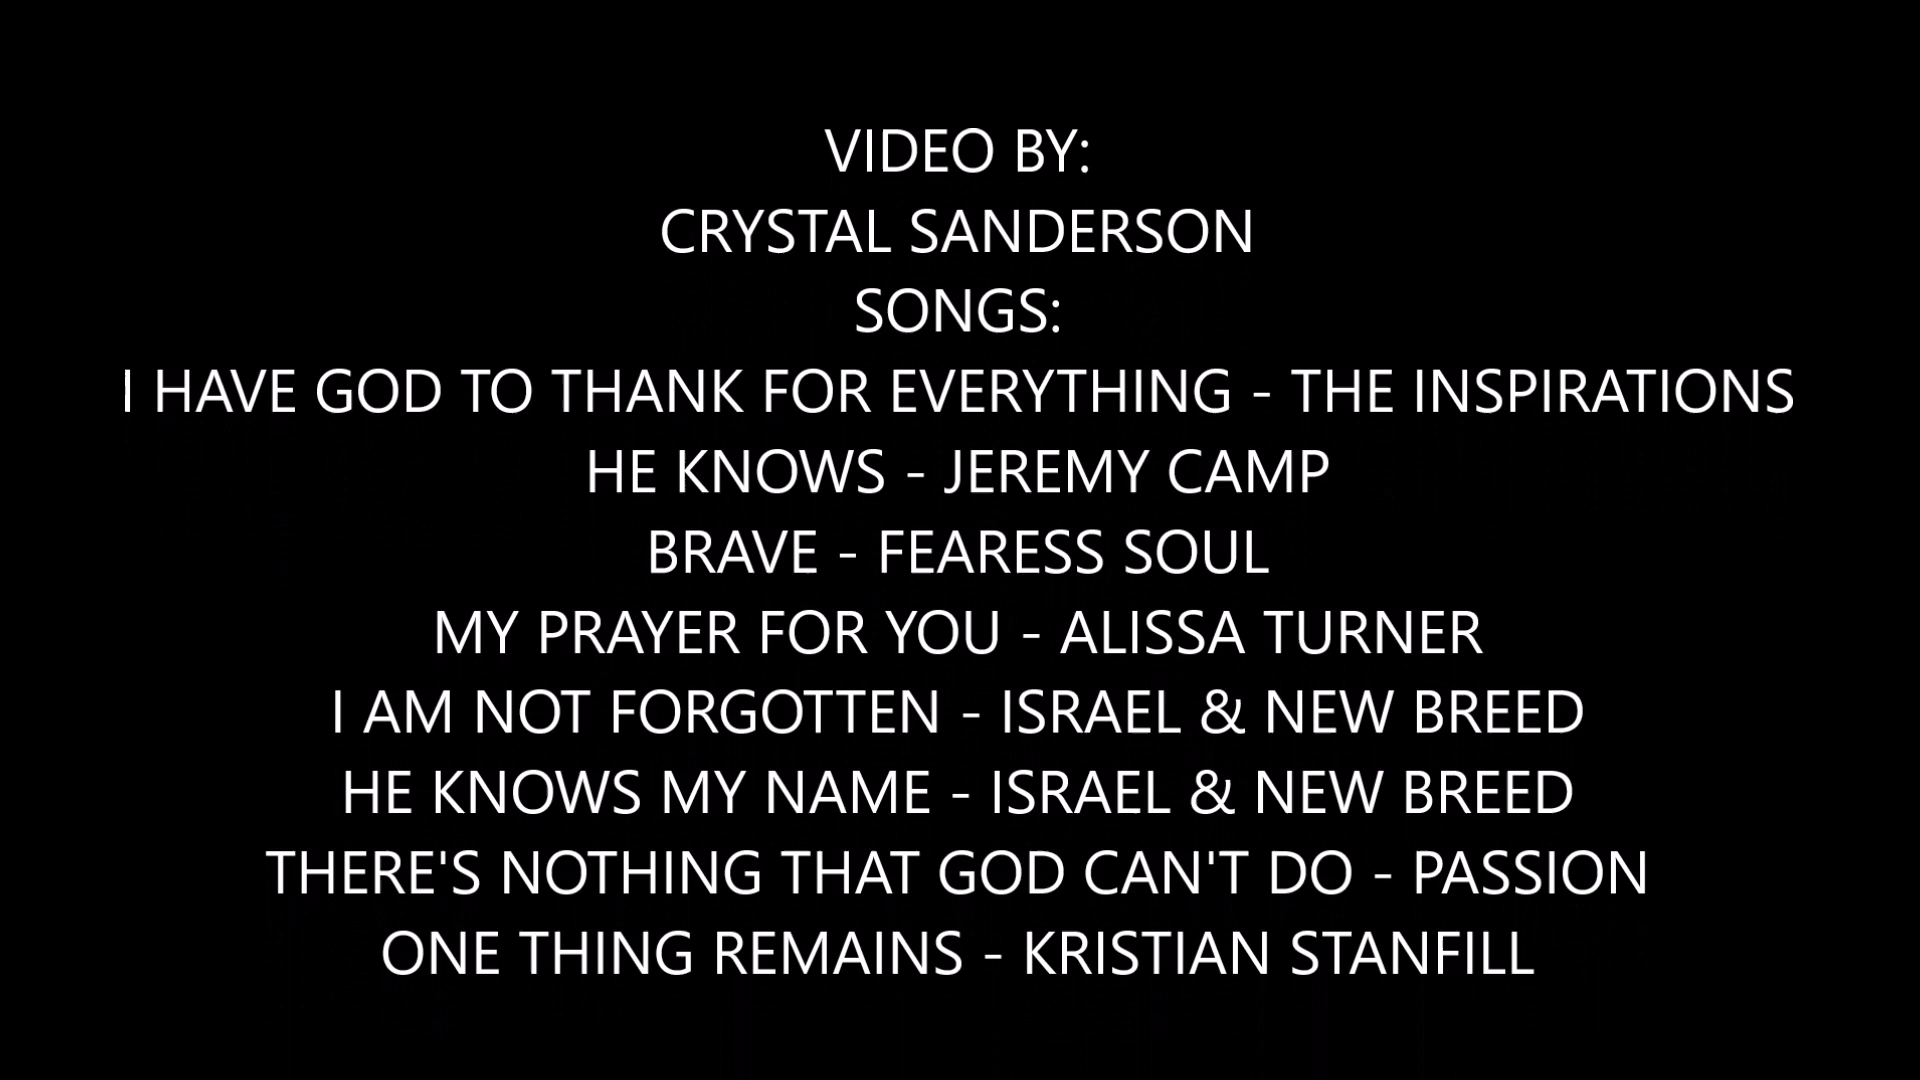 VIDEO BY:
CRYSTAL SANDERSON
SONGS:
I HAVE GOD TO THANK FOR EVERYTHING - THE INSPIRATIONS
HE KNOWS - JEREMY CAMP
BRAVE - FEARESS SOUL
MY PRAYER FOR YOU - ALISSA TURNER
I AM NOT FORGOTTEN - ISRAEL & NEW BREED
HE KNOWS MY NAME - ISRAEL & NEW BREED
THERE'S NOTHING THAT GOD CAN'T DO - PASSION
ONE THING REMAINS - KRISTIAN STANFILL